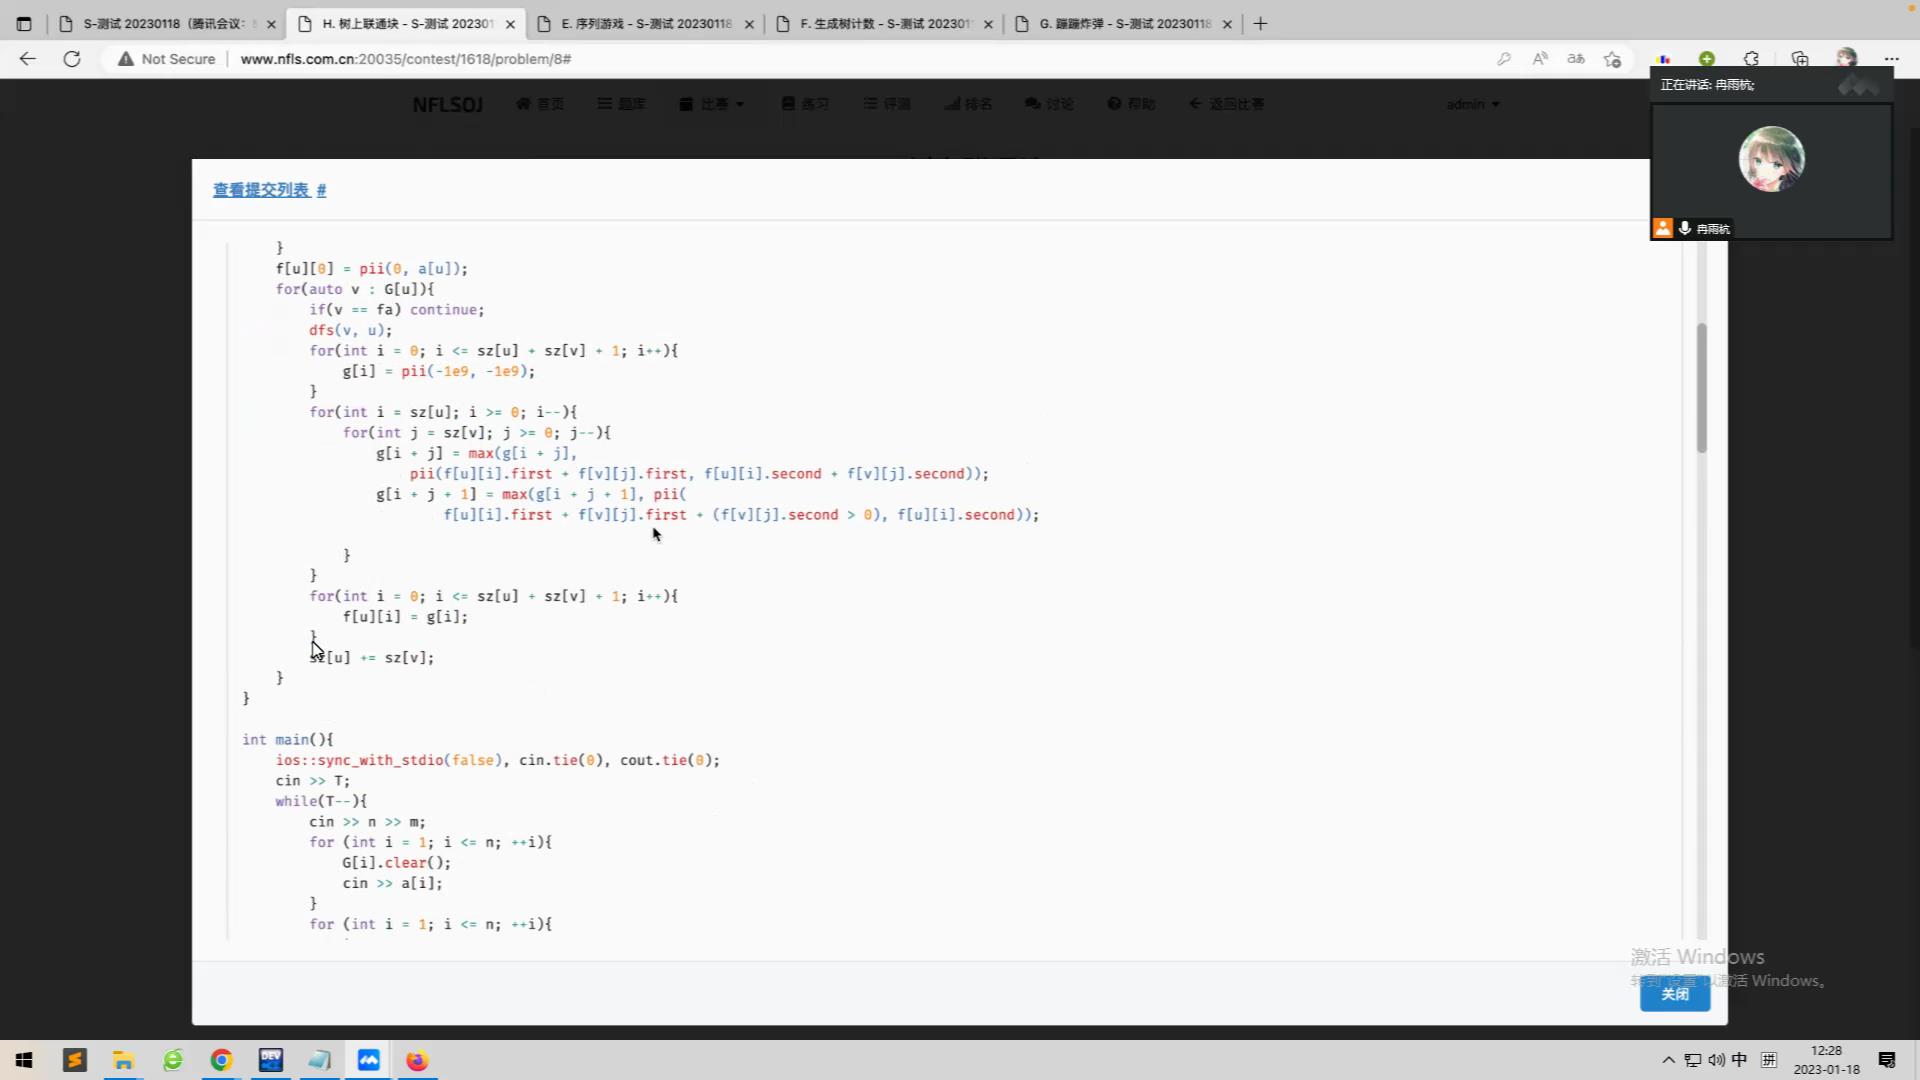 S-测试 20230118 (腾讯会议:
H. 树上联通块 - S-测试 202301
E. 序列游戏 - S-测试 20230118
F. 生成树计数 - S-测试 202301
G. 蹦蹦炸弹 - S-测试 20230118
Not Secure
www.nfls.com.cn:20035/contest/1618/problem/8#
正在讲话: 冉雨杭;
NFLSOJ
首页
题库
比赛
练习
评测
排名
讨论
帮助
返回比赛
admin
冉雨杭
查看提交列表 #
}
f[u][0] = pii(0, a[u]);
for(auto v : G[u]){
if(v == fa) continue;
dfs(v, u);
for(int i = 0; i <= sz[u] + sz[v] + 1; i++){
g[i] = pii(-1e9, -1e9);
}
for(int i = sz[u]; i >= 0; i--){
for(int j = sz[v]; j >= 0; j--){
g[i + j] = max(g[i + j],
pii(f[u][i].first + f[v][j].first, f[u][i].second + f[v][j].second));
g[i + j + 1] = max(g[i + j + 1], pii(
f[u][i].first + f[v][j].first + (f[v][j].second > 0), f[u][i].second));
}
}
for(int i = 0; i <= sz[u] + sz[v] + 1; i++){
f[u][i] = g[i];
}
sz[u] += sz[v];
}
}
int main(){
ios::sync_with_stdio(false), cin.tie(0), cout.tie(0);
cin >> T;
while(T--){
cin >> n >> m;
for (int i = 1; i <= n; ++i){
G[i].clear();
cin >> a[i];
}
for (int i = 1; i <= n; ++i){
激活 Windows
转到"设置"以激活 Windows。
关闭
DEV
中
拼
12:28
2023-01-18